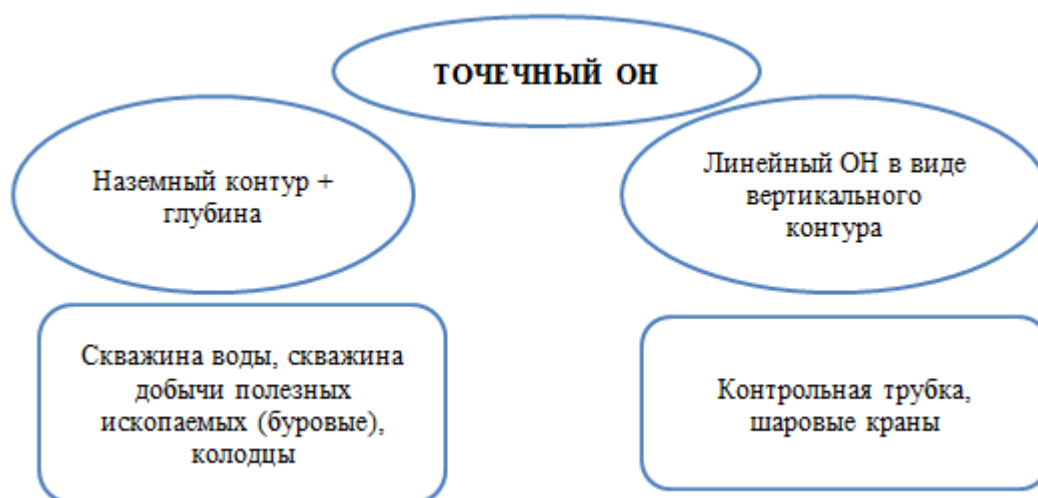 ТОЧЕЧНЫЙ ОН
Наземный контур +
глубина
Линейный ОН в виде
вертикального
контура
Скважина воды, скважина
добычи полезных
ископаемых (буровые),
колодцы
Контрольная трубка,
шаровые краны